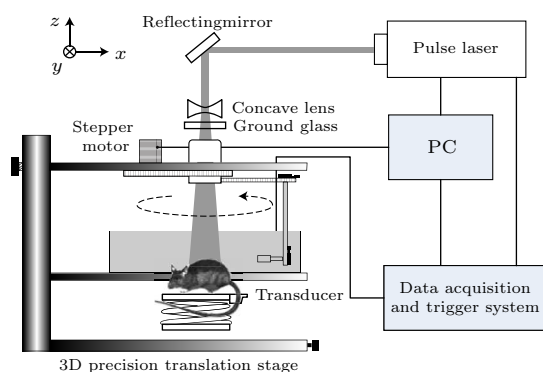 z
x
y
Reflectingmirror
Pulse laser
Concave lens
Ground glass
Stepper
motor
PC
Transducer
Data acquisition
and trigger system
3D precision translation stage